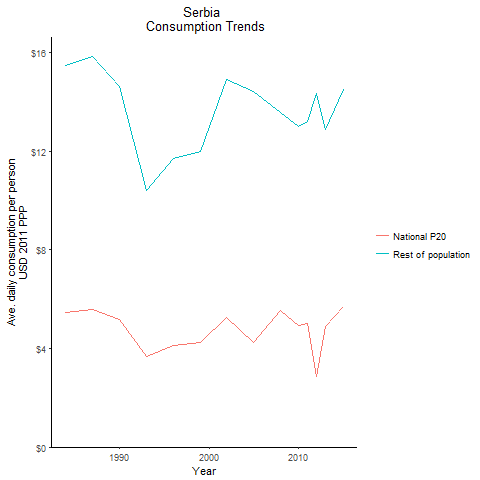 Serbia
Consumption Trends
$16
$12
$8
$4
$0
Ave. daily consumption per person
USD 2011 PPP
1990
2000
2010
Year
National P20
Rest of population